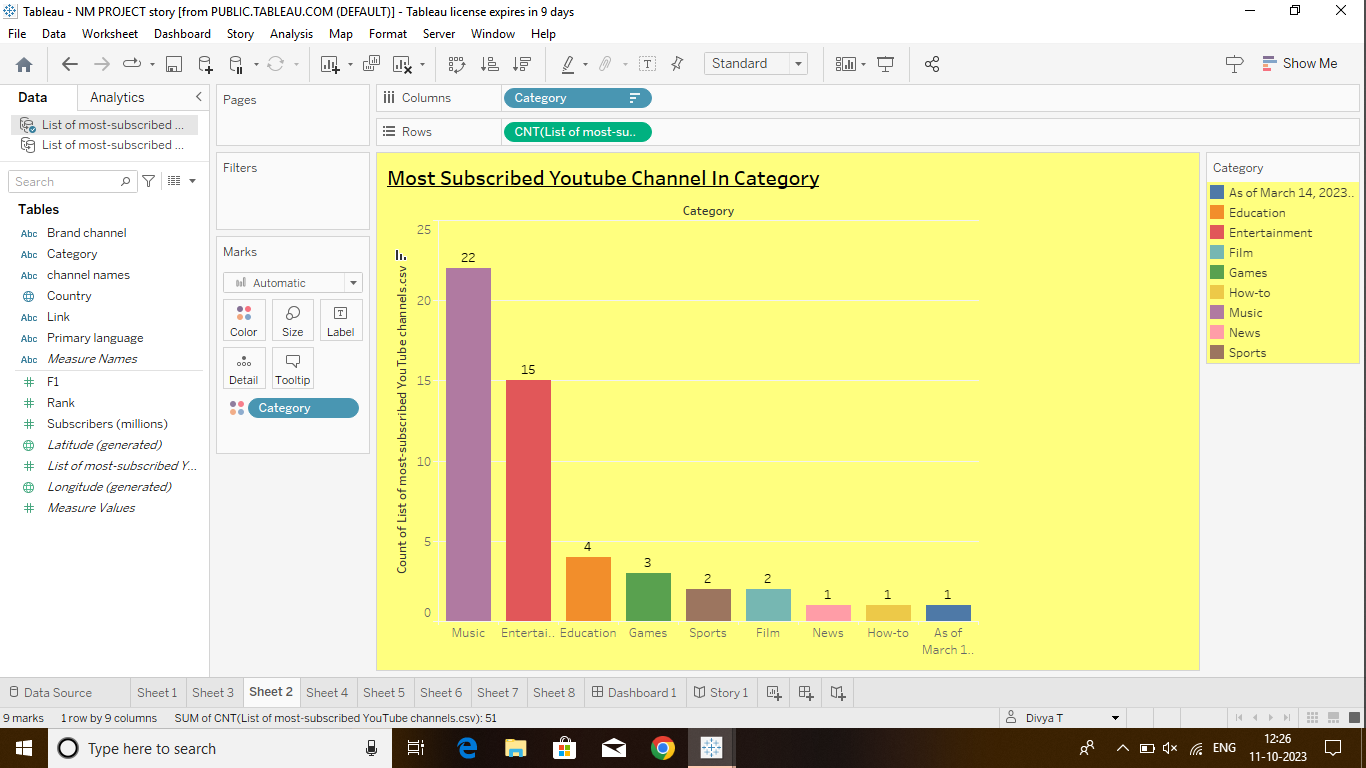 Tableau - NM PROJECT story [from PUBLIC.TABLEAU.COM (DEFAULT)] - Tableau license expires in 9 days
File Data Worksheet Dashboard Story Analysis Map Format Server Window Help
Standard
Show Me
Data Analytics
List of most-subscribed ...
List of most-subscribed ...
Search
Tables
Abc Brand channel
Abc Category
Abc channel names
Country
Abc Link
Abc Primary language
Abc Measure Names
F1
Rank
Subscribers (millions)
Latitude (generated)
List of most-subscribed Y...
Longitude (generated)
Measure Values
Pages
Filters
Marks
Automatic
Color Size Label
Detail Tooltip
Category
Columns Category
Rows CNT(List of most-su..
Most Subscribed Youtube Channel In Category
Category
Count of List of most-subscribed YouTube channels.csv
25
20
15
10
5
0
22
15
4
3
2
2
1
1
1
Music Entertai.. Education Games Sports Film News How-to As of
March 1..
Category
As of March 14, 2023..
Education
Entertainment
Film
Games
How-to
Music
News
Sports
Data Source Sheet 1 Sheet 3 Sheet 2 Sheet 4 Sheet 5 Sheet 6 Sheet 7 Sheet 8 Dashboard 1 Story 1
9 marks 1 row by 9 columns SUM of CNT(List of most-subscribed YouTube channels.csv): 51 Divya T
Type here to search
ENG
12:26
11-10-2023